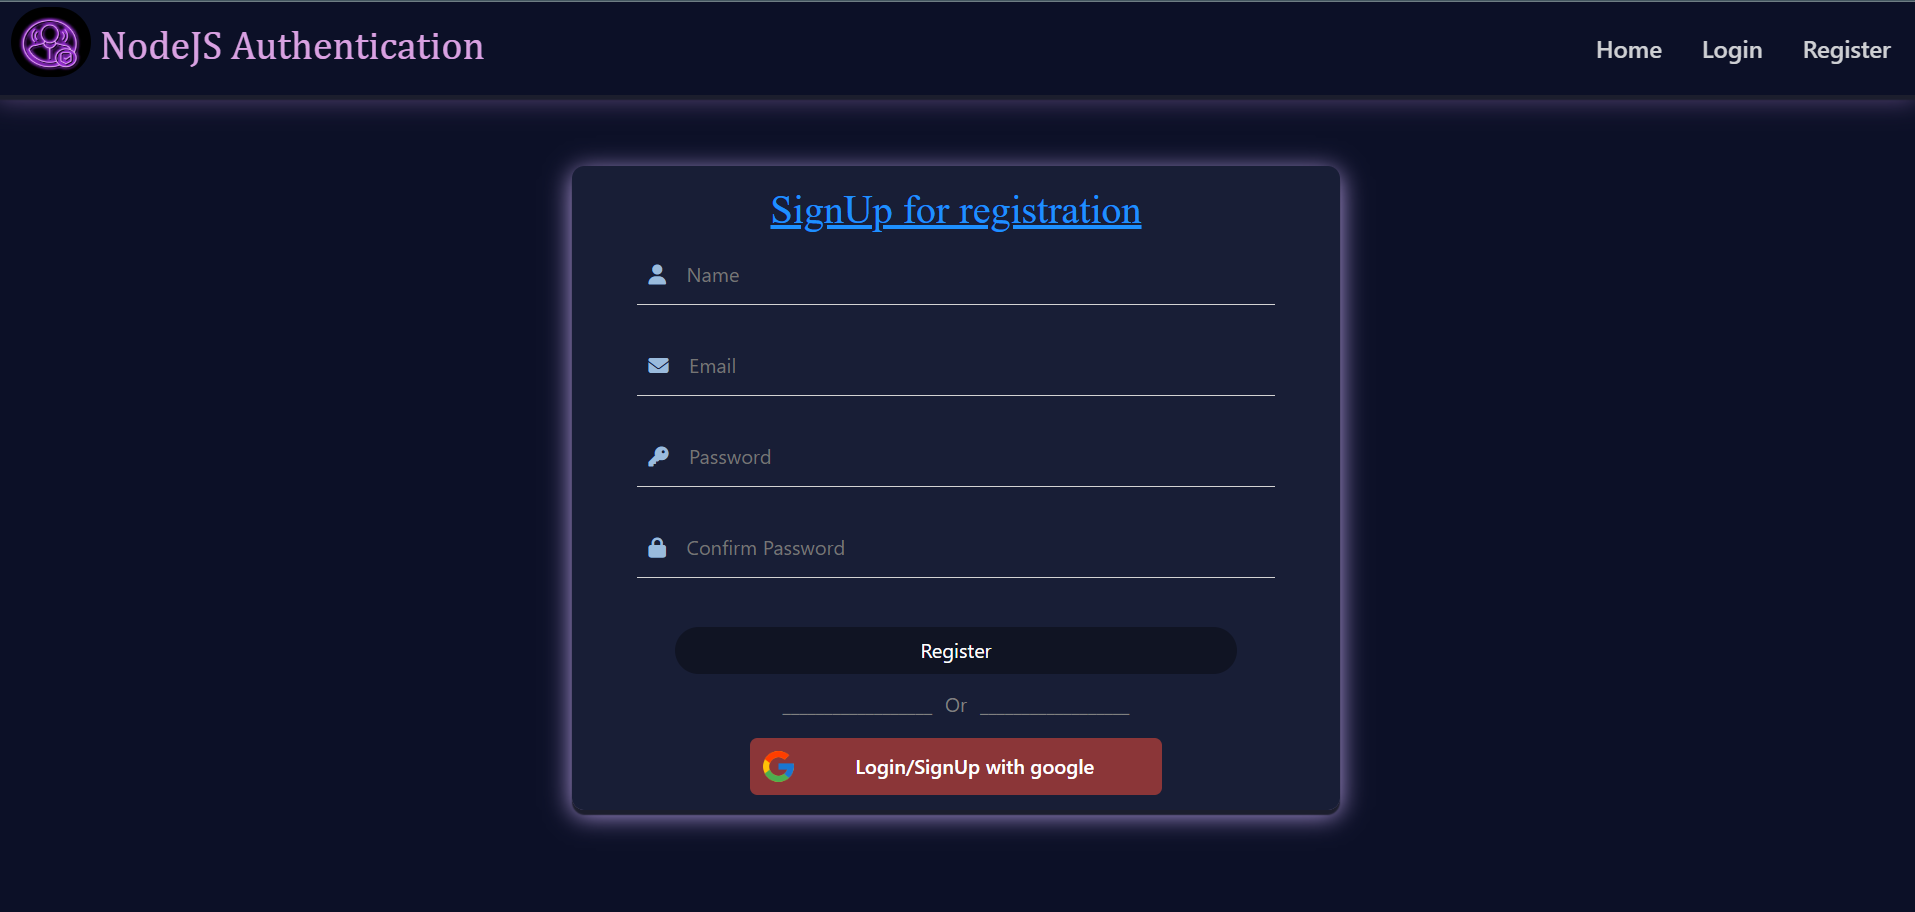 NodeJS Authentication
Home Login Register
SignUp for registration
Name
Email
Password
Confirm Password
Register
Or
Login/SignUp with google